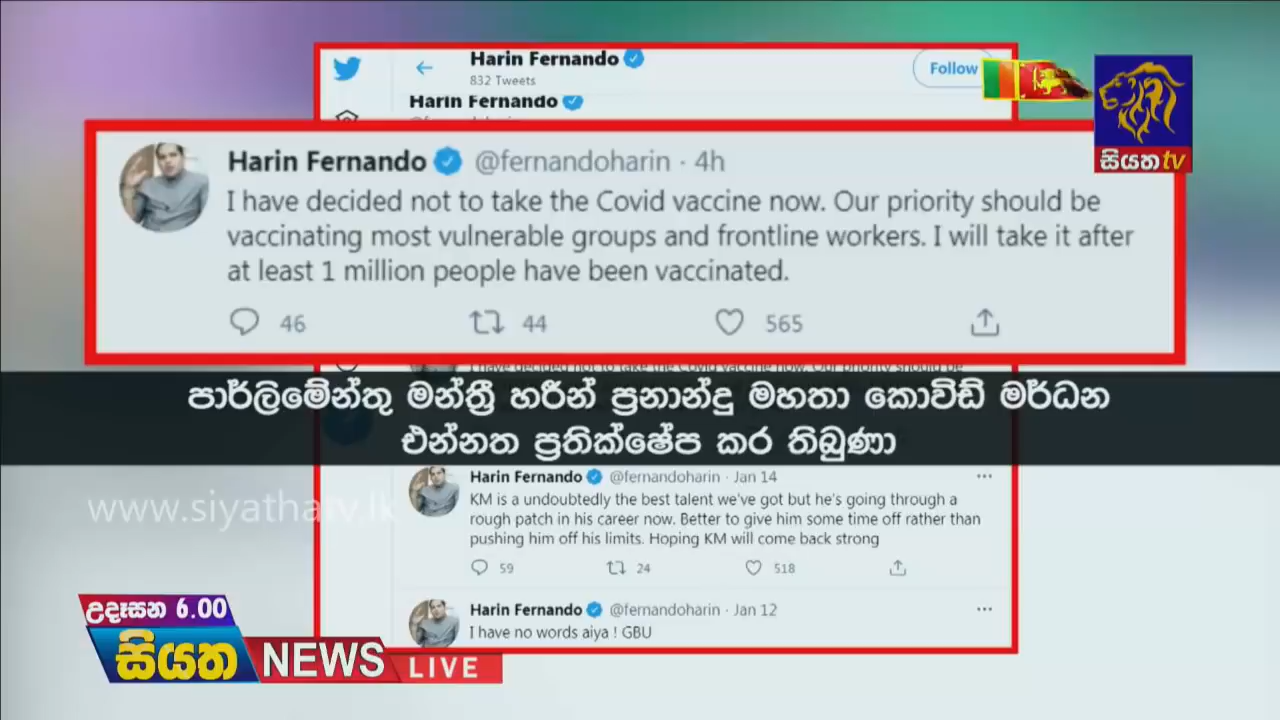 Harin Fernando
832 Tweets
Follow
Harin Fernando
සියත tv
Harin Fernando @fernandoharin · 4h
I have decided not to take the Covid vaccine now. Our priority should be
vaccinating most vulnerable groups and frontline workers. I will take it after
at least 1 million people have been vaccinated.
46 44 565
පාර්ලිමේන්තු මන්ත්‍රී හරීන් ප්‍රනාන්දු මහතා කොවිඩ් මර්ධන
එන්නත ප්‍රතික්ෂේප කර තිබුණා
Harin Fernando @fernandoharin · Jan 14
KM is a undoubtedly the best talent we've got but he's going through a
rough patch in his career now. Better to give him some time off rather than
pushing him off his limits. Hoping KM will come back strong
59 24 518
www.siyathatv.lk
Harin Fernando @fernandoharin · Jan 12
I have no words aiya ! GBU
උදෑසන 6.00
සියත NEWS
LIVE